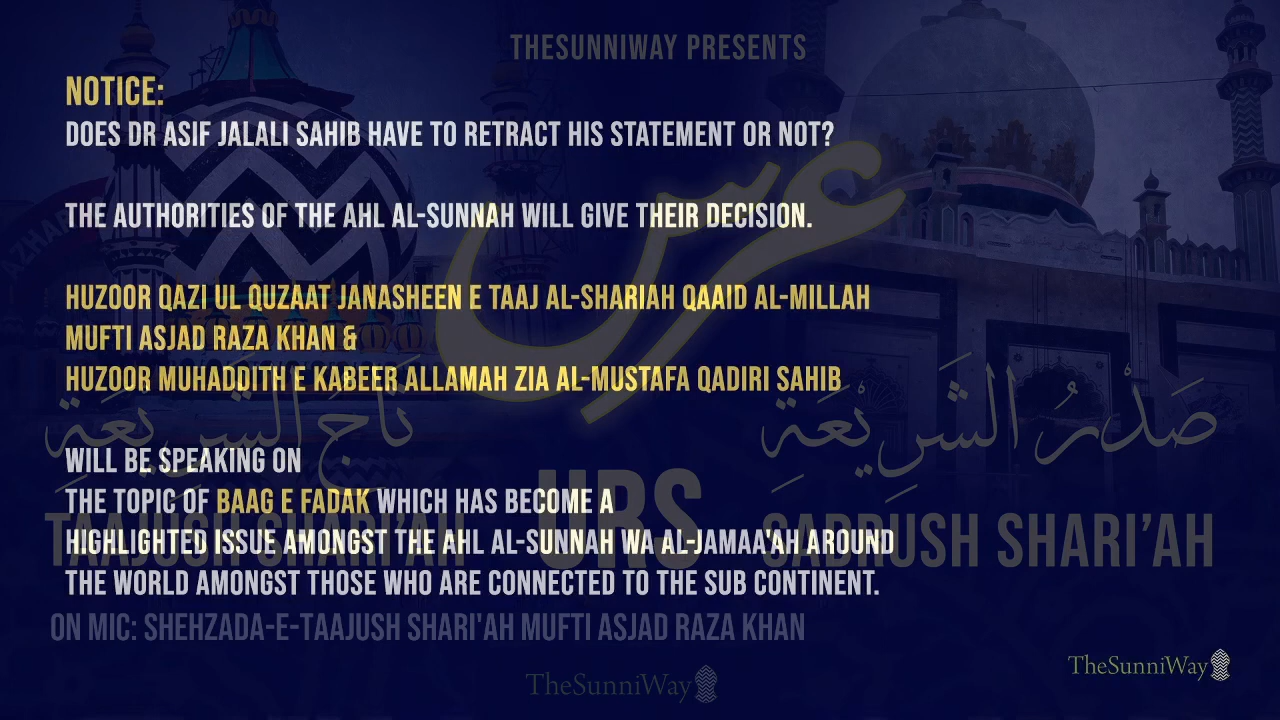 THESUNNIWAY PRESENTS
NOTICE:
DOES DR ASIF JALALI SAHIB HAVE TO RETRACT HIS STATEMENT OR NOT?
THE AUTHORITIES OF THE AHL AL-SUNNAH WILL GIVE THEIR DECISION.
HUZOOR QAZI UL QUZAAT JANASHEEN E TAAJ AL-SHARIAH QAAID AL-MILLAH
MUFTI ASJAD RAZA KHAN &
HUZOOR MUHADDITH E KABEER ALLAMAH ZIA AL-MUSTAFA QADIRI SAHIB
WILL BE SPEAKING ON
THE TOPIC OF BAAG E FADAK WHICH HAS BECOME A
HIGHLIGHTED ISSUE AMONGST THE AHL AL-SUNNAH WA AL-JAMAA'AH AROUND
THE WORLD AMONGST THOSE WHO ARE CONNECTED TO THE SUB CONTINENT.
عرس
تَاجُ الشَّرِيْعَةِ
صَدْرُ الشَّرِيْعَةِ
TAAJUSH SHARI'AH
URS
SADRUSH SHARI'AH
ON MIC: SHEHZADA-E-TAAJUSH SHARI'AH MUFTI ASJAD RAZA KHAN
TheSunniWay
TheSunniWay